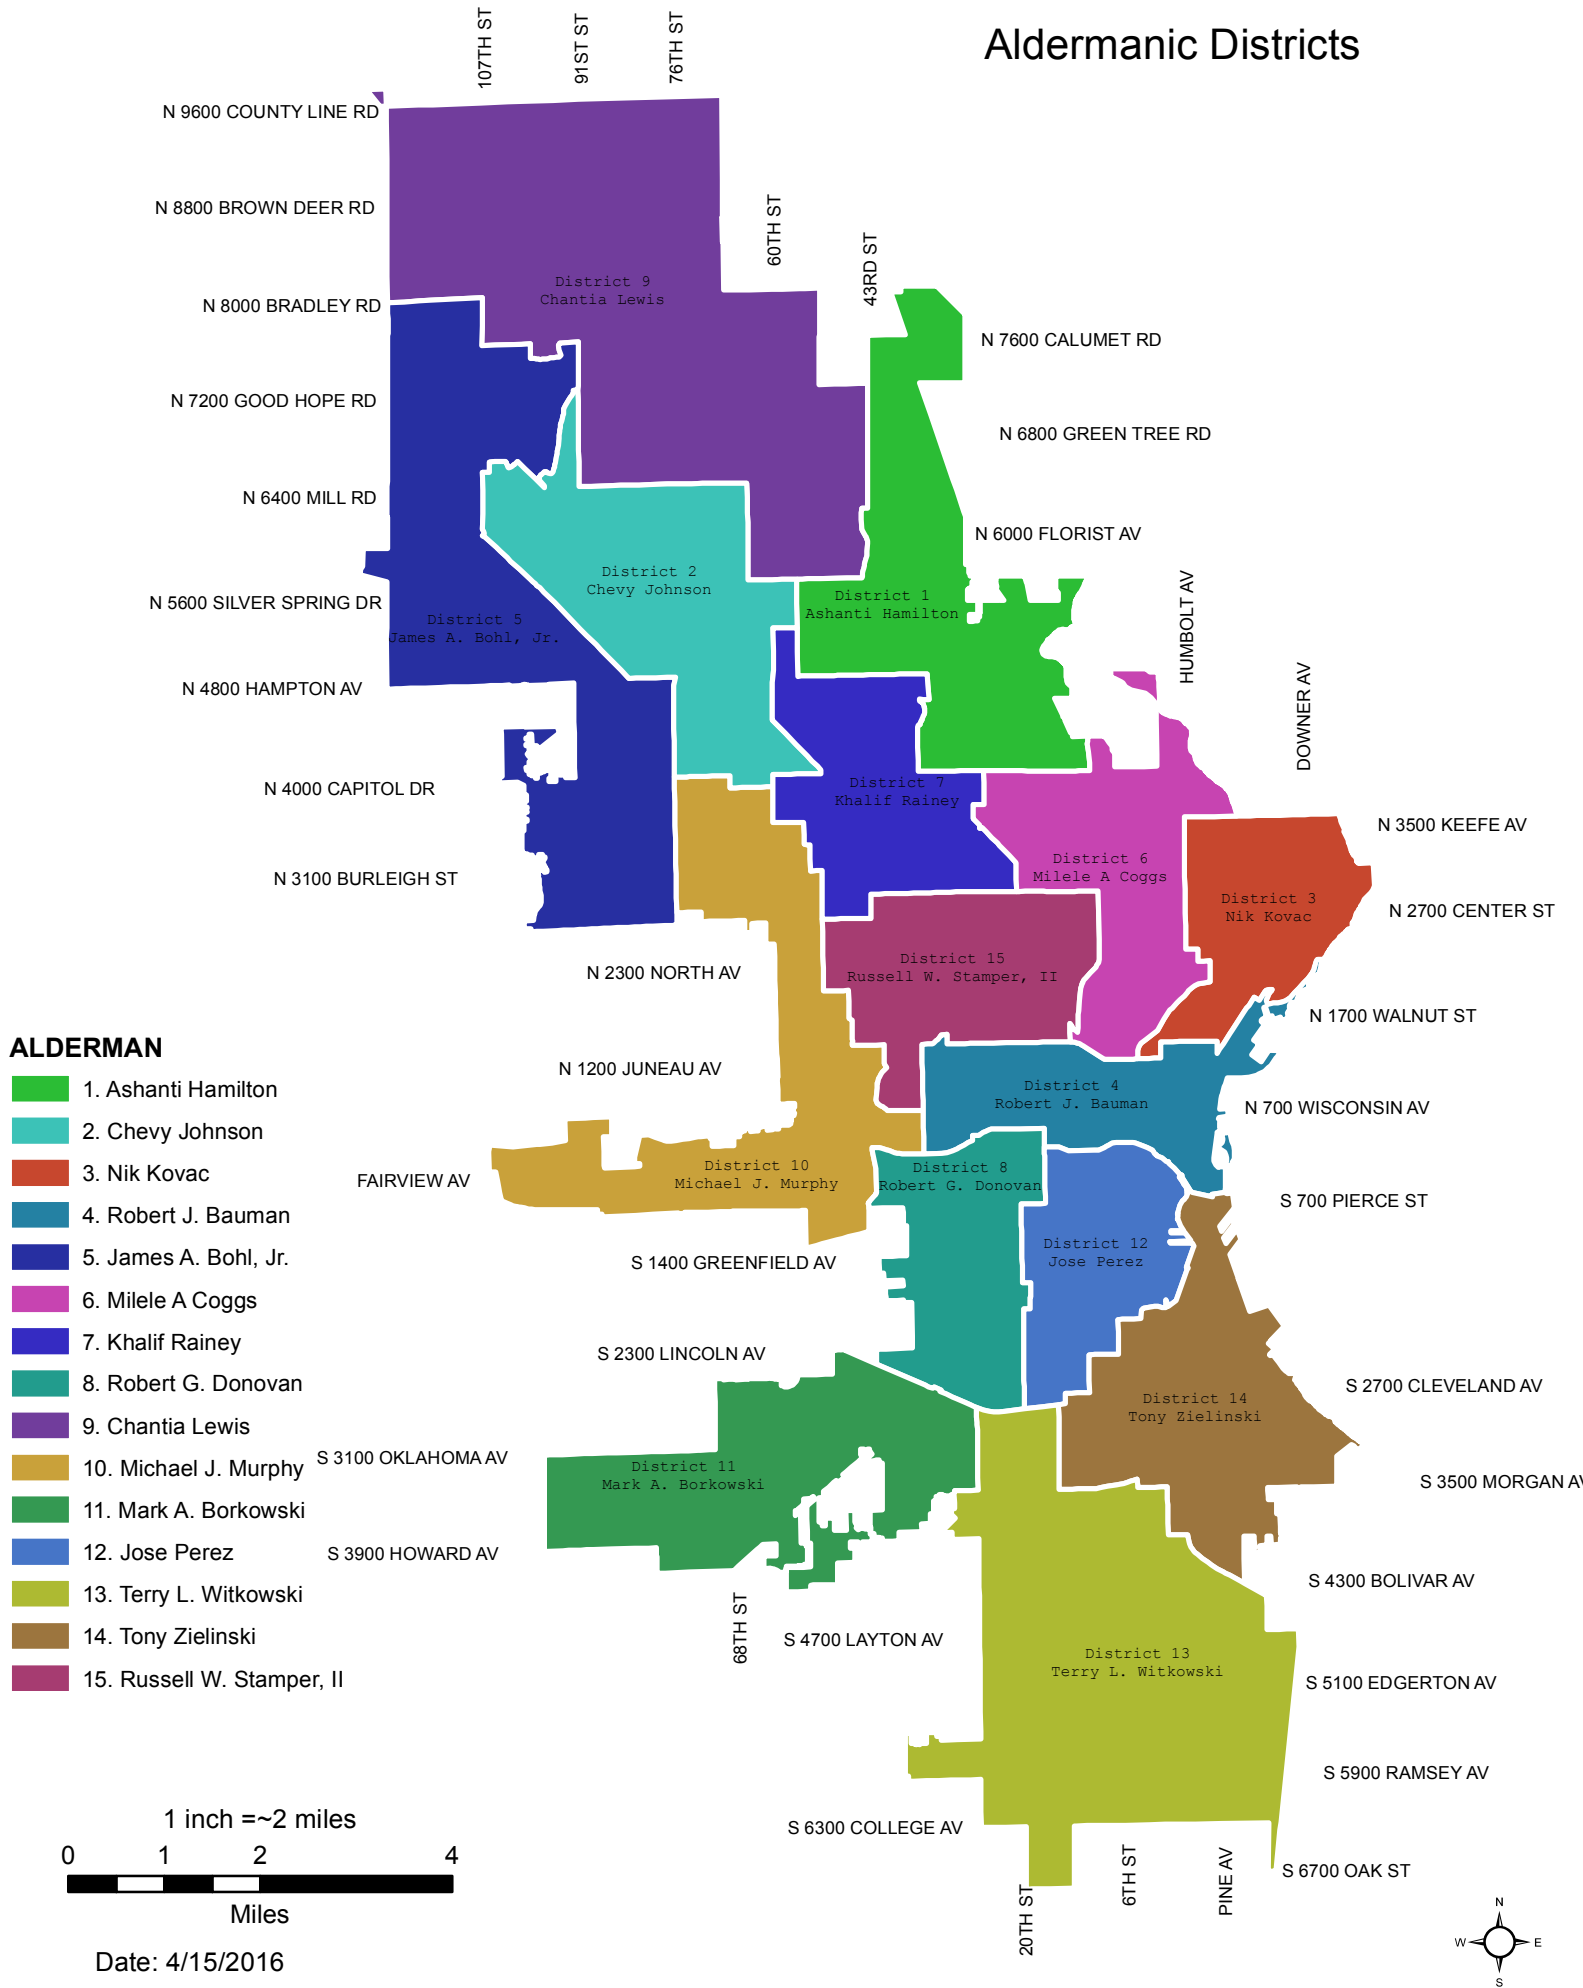 Aldermanic Districts
107TH ST
91ST ST
76TH ST
N 9600 COUNTY LINE RD
N 8800 BROWN DEER RD
60TH ST
43RD ST
District 9
Chantia Lewis
N 8000 BRADLEY RD
N 7600 CALUMET RD
N 7200 GOOD HOPE RD
N 6800 GREEN TREE RD
N 6400 MILL RD
N 6000 FLORIST AV
District 2
Chevy Johnson
District 1
Ashanti Hamilton
HUMBOLT AV
N 5600 SILVER SPRING DR
District 5
James A. Bohl, Jr.
DOWNER AV
N 4800 HAMPTON AV
N 4000 CAPITOL DR
District 7
Khalif Rainey
N 3500 KEEFE AV
District 6
Milele A Coggs
N 3100 BURLEIGH ST
District 3
Nik Kovac
N 2700 CENTER ST
District 15
Russell W. Stamper, II
N 2300 NORTH AV
N 1700 WALNUT ST
N 1200 JUNEAU AV
District 4
Robert J. Bauman
N 700 WISCONSIN AV
District 10
Michael J. Murphy
District 8
Robert G. Donovan
FAIRVIEW AV
S 700 PIERCE ST
District 12
Jose Perez
S 1400 GREENFIELD AV
S 2300 LINCOLN AV
S 2700 CLEVELAND AV
District 14
Tony Zielinski
S 3100 OKLAHOMA AV
District 11
Mark A. Borkowski
S 3500 MORGAN AV
S 3900 HOWARD AV
S 4300 BOLIVAR AV
68TH ST
S 4700 LAYTON AV
District 13
Terry L. Witkowski
S 5100 EDGERTON AV
S 5900 RAMSEY AV
S 6300 COLLEGE AV
20TH ST
6TH ST
PINE AV
S 6700 OAK ST
ALDERMAN
1. Ashanti Hamilton
2. Chevy Johnson
3. Nik Kovac
4. Robert J. Bauman
5. James A. Bohl, Jr.
6. Milele A Coggs
7. Khalif Rainey
8. Robert G. Donovan
9. Chantia Lewis
10. Michael J. Murphy
11. Mark A. Borkowski
12. Jose Perez
13. Terry L. Witkowski
14. Tony Zielinski
15. Russell W. Stamper, II
1 inch =~2 miles
0 1 2 4
Miles
Date: 4/15/2016
N
W E
S